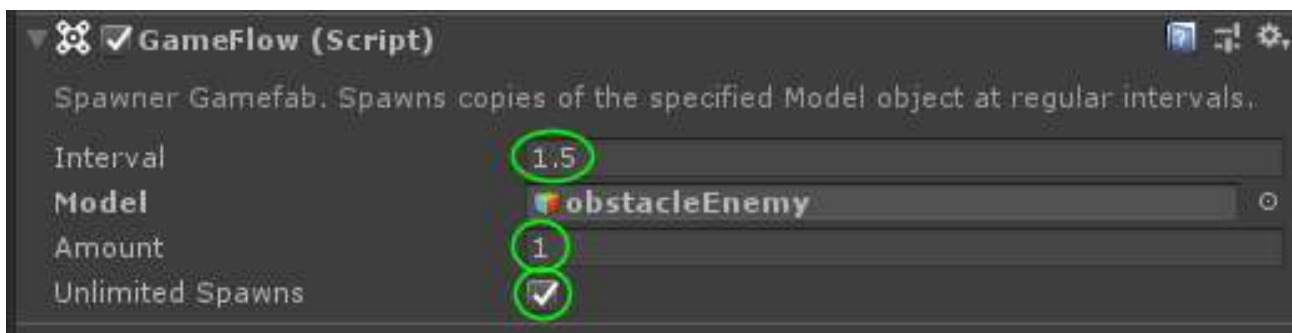 GameFlow (Script)
Spawner Gamefab. Spawns copies of the specified Model object at regular intervals.
Interval 1.5
Model obstacleEnemy
Amount 1
Unlimited Spawns